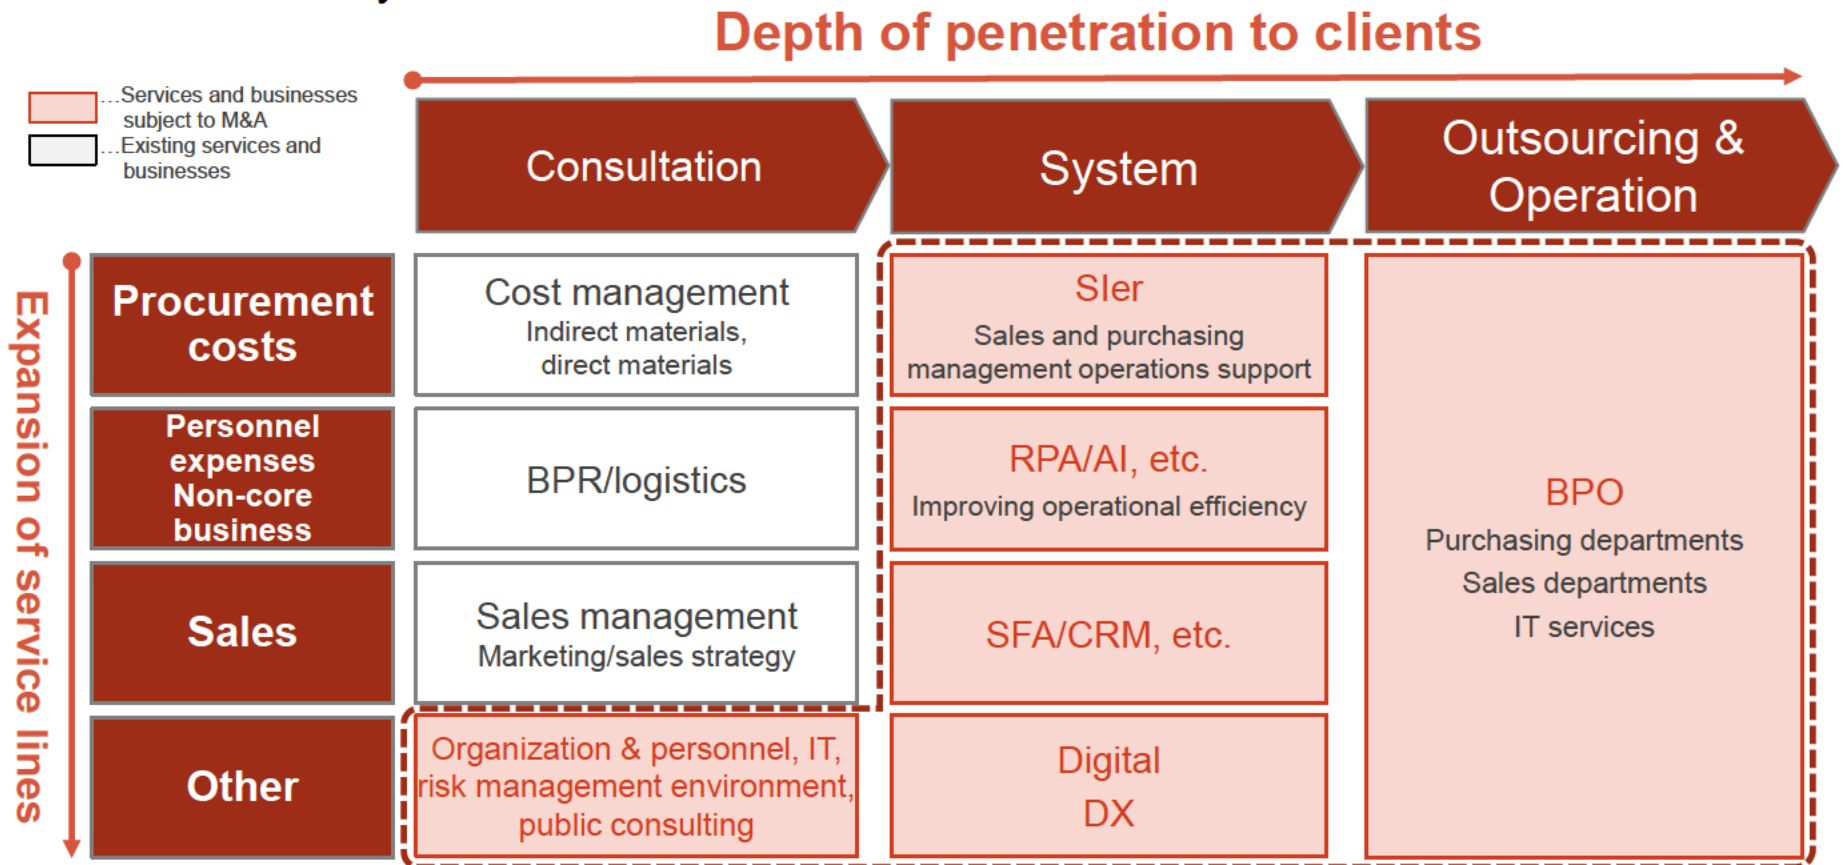 Depth of penetration to clients
…Services and businesses
subject to M&A
…Existing services and
businesses
Consultation
System
Outsourcing &
Operation
Expansion of service lines
Procurement
costs
Cost management
Indirect materials,
direct materials
SIer
Sales and purchasing
management operations support
Personnel
expenses
Non-core
business
BPR/logistics
RPA/AI, etc.
Improving operational efficiency
BPO
Purchasing departments
Sales departments
IT services
Sales
Sales management
Marketing/sales strategy
SFA/CRM, etc.
Other
Organization & personnel, IT,
risk management environment,
public consulting
Digital
DX